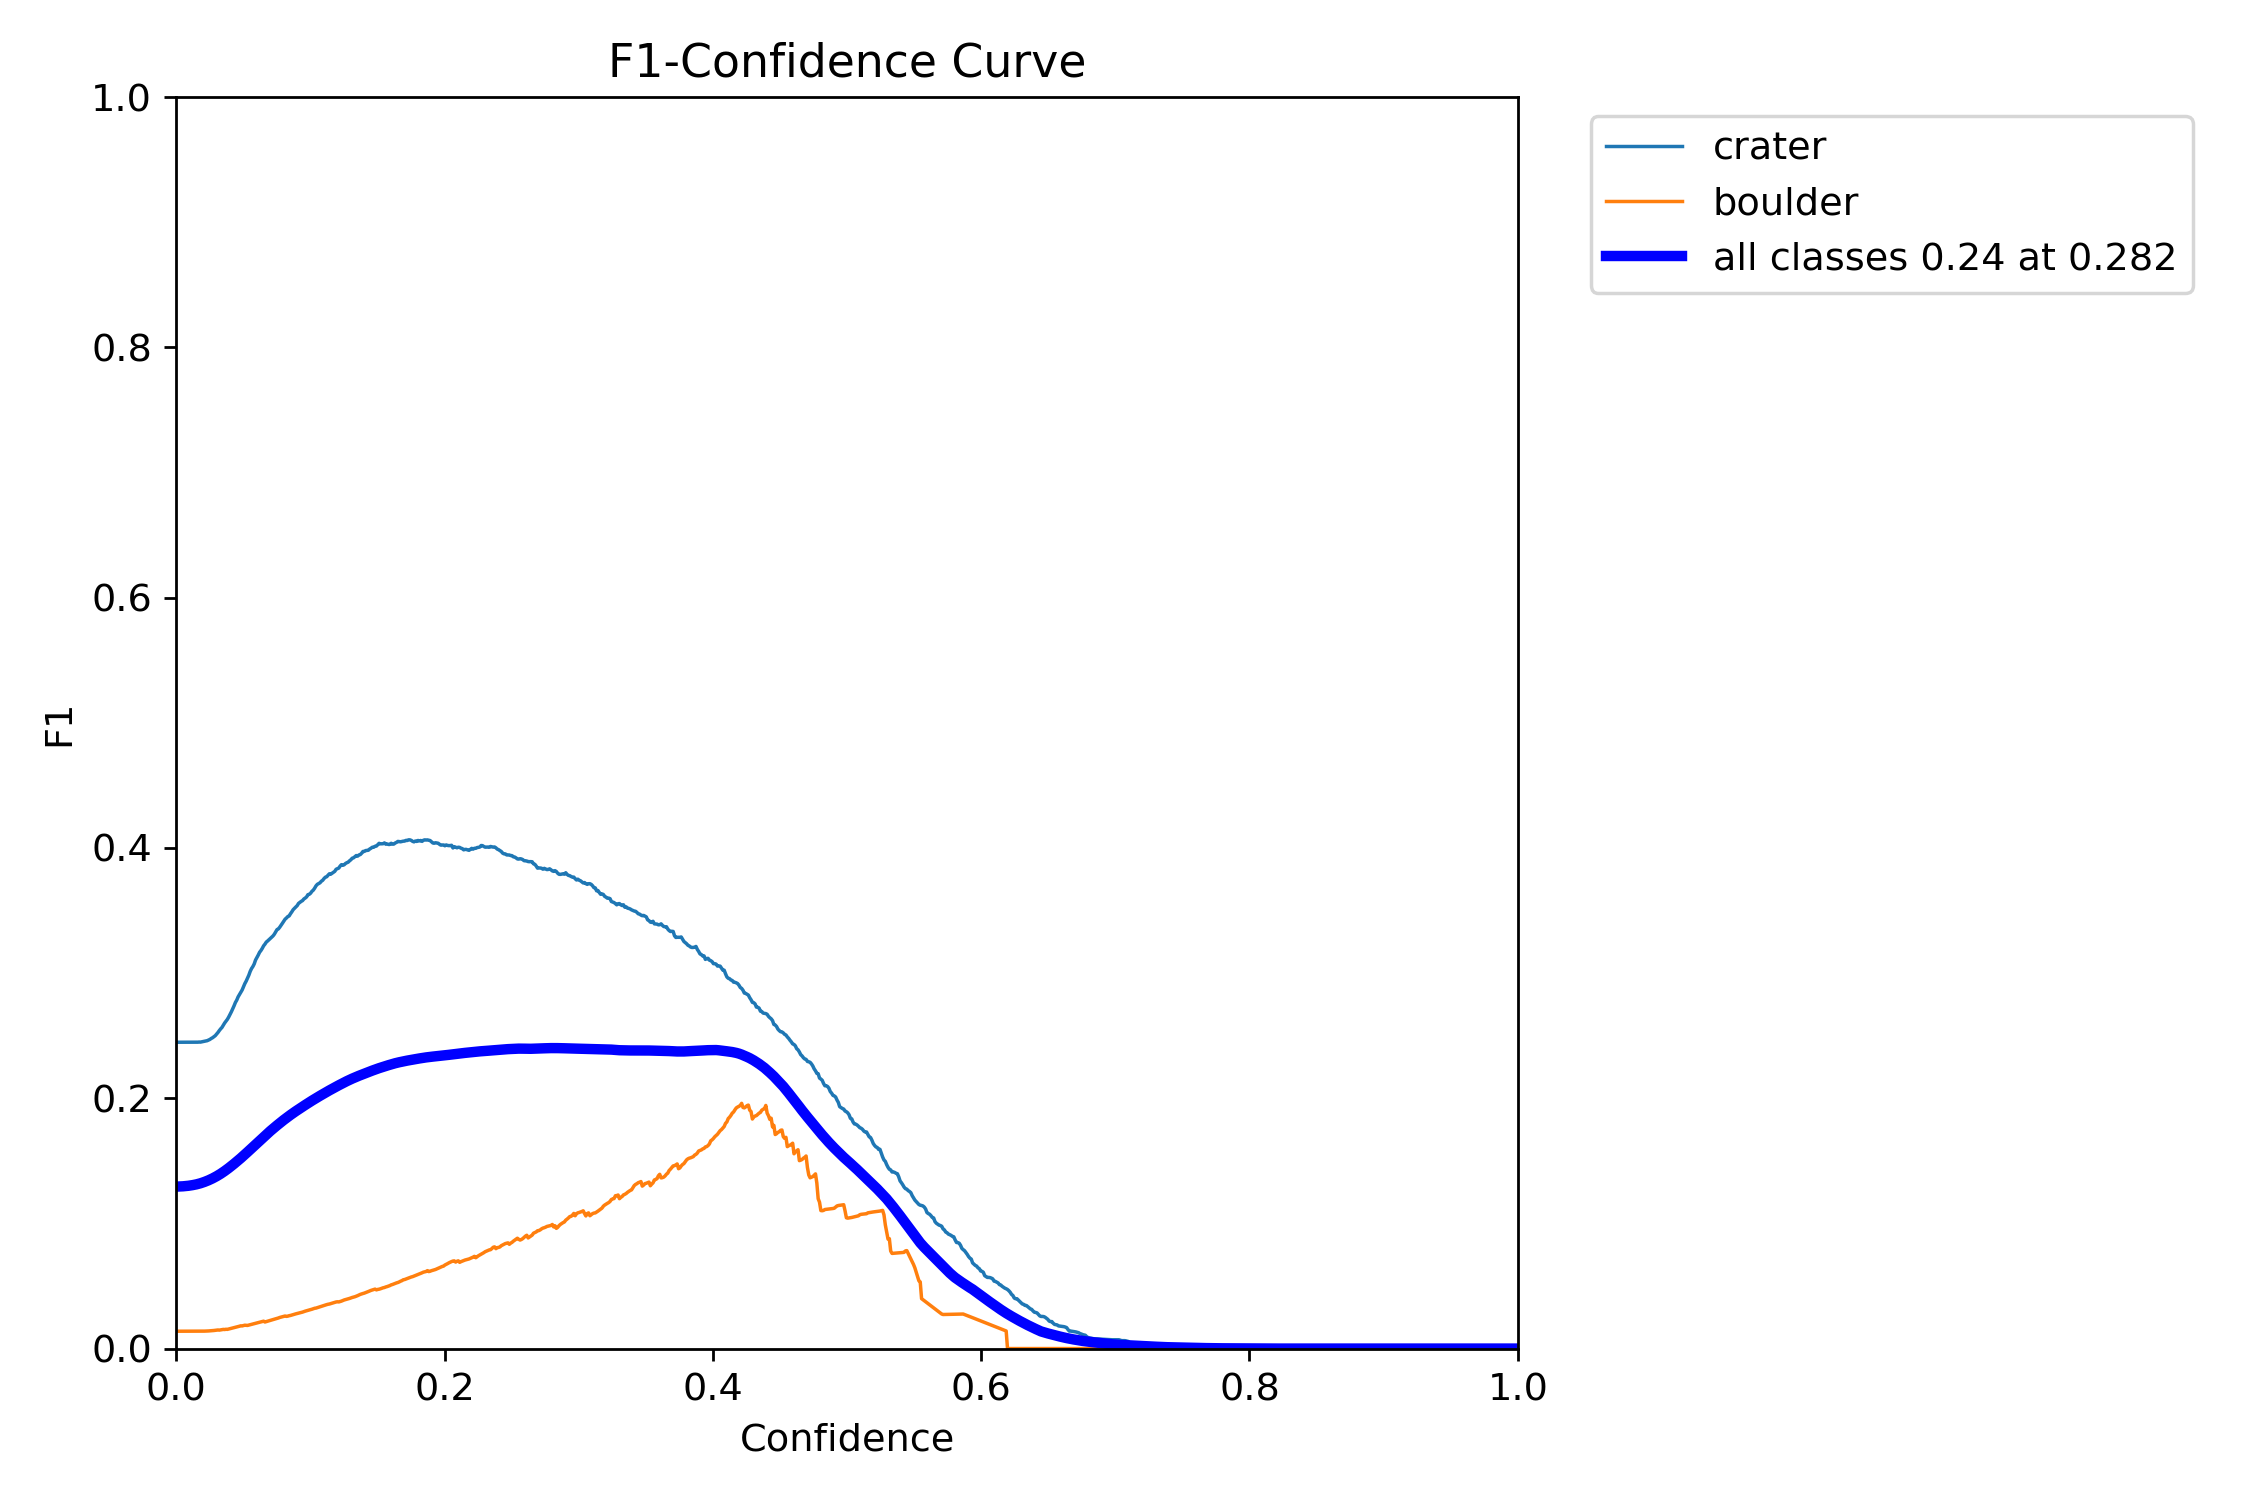 F1-Confidence Curve
1.0
0.8
0.6
0.4
0.2
0.0
F1
0.0 0.2 0.4 0.6 0.8 1.0
Confidence
crater
boulder
all classes 0.24 at 0.282